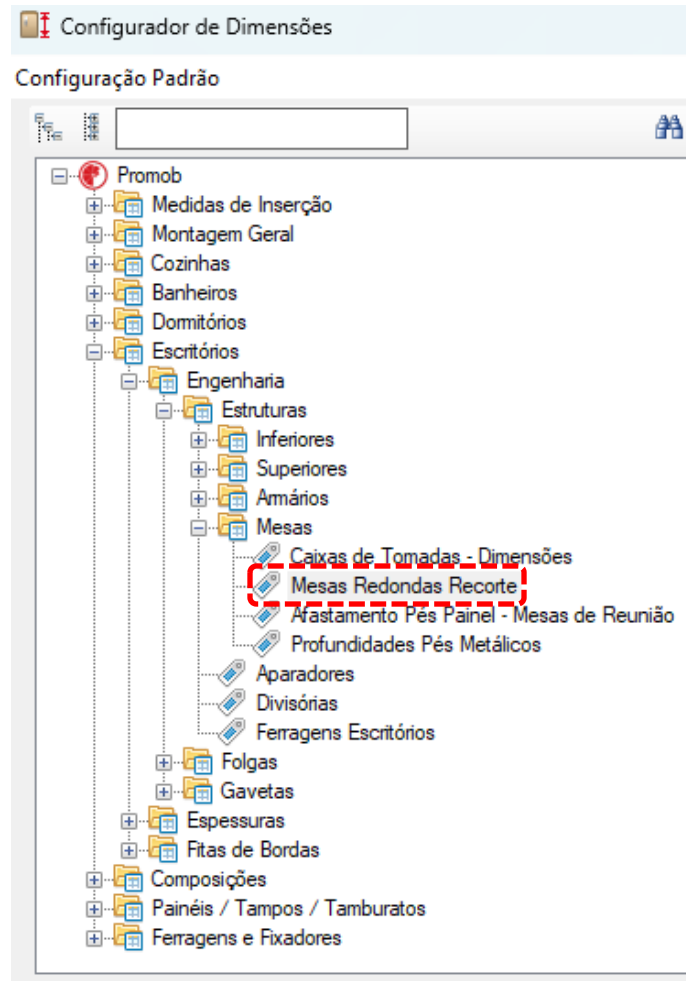 Configurador de Dimensões
Configuração Padrão
Promob
Medidas de Inserção
Montagem Geral
Cozinhas
Banheiros
Dormitórios
Escritórios
Engenharia
Estruturas
Inferiores
Superiores
Armários
Mesas
Caixas de Tomadas - Dimensões
Mesas Redondas Recorte
Afastamento Pés Painel - Mesas de Reunião
Profundidades Pés Metálicos
Aparadores
Divisórias
Ferragens Escritórios
Folgas
Gavetas
Espessuras
Fitas de Bordas
Composições
Painéis / Tampos / Tamburatos
Ferragens e Fixadores